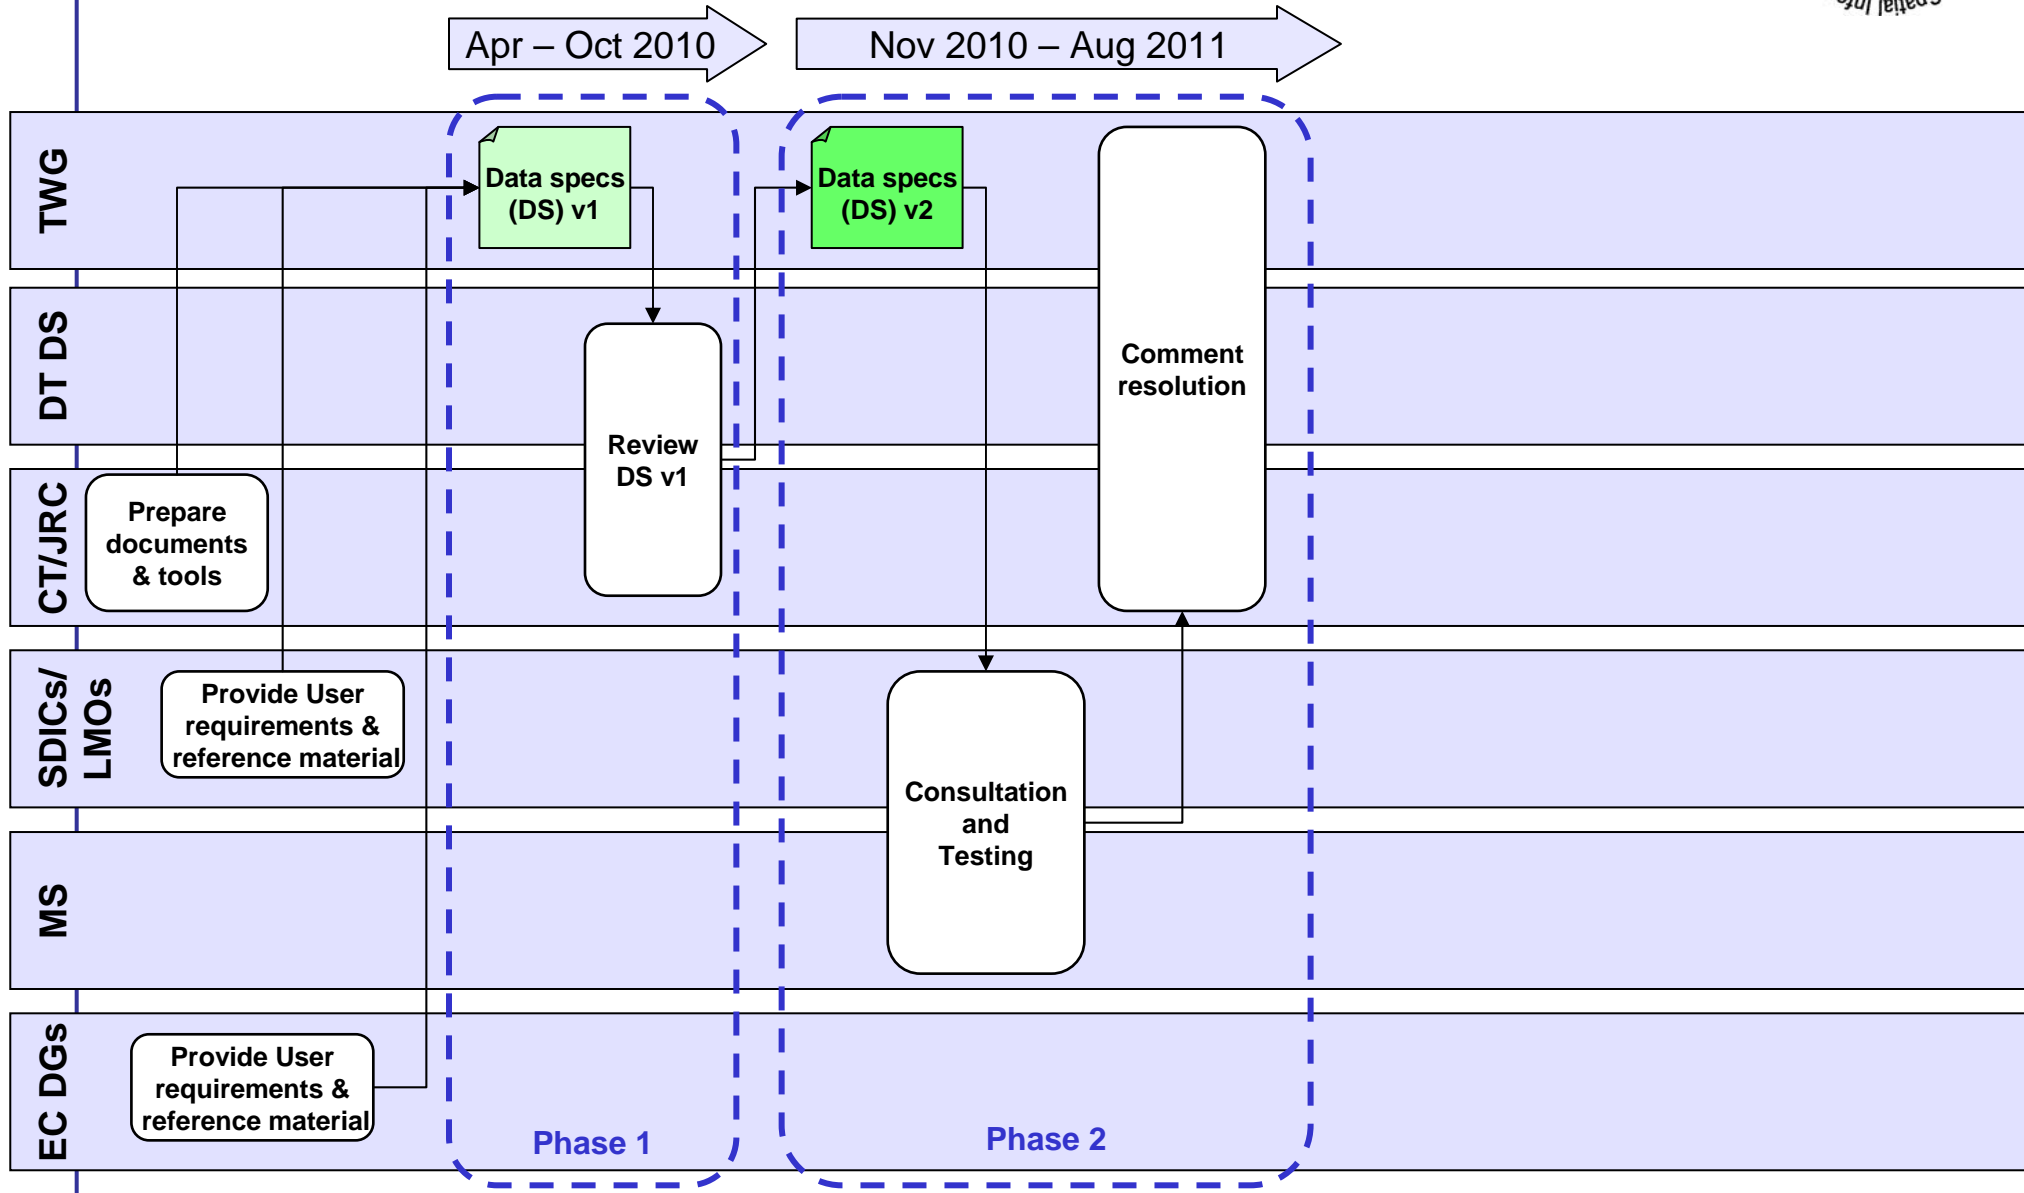 Spatial Info
Apr – Oct 2010
Nov 2010 – Aug 2011
TWG
Data specs
(DS) v1
Data specs
(DS) v2
DT DS
Comment
resolution
Review
DS v1
CT/JRC
Prepare
documents
& tools
SDICs/
LMOs
Provide User
requirements &
reference material
Consultation
and
Testing
MS
EC DGs
Provide User
requirements &
reference material
Phase 1
Phase 2